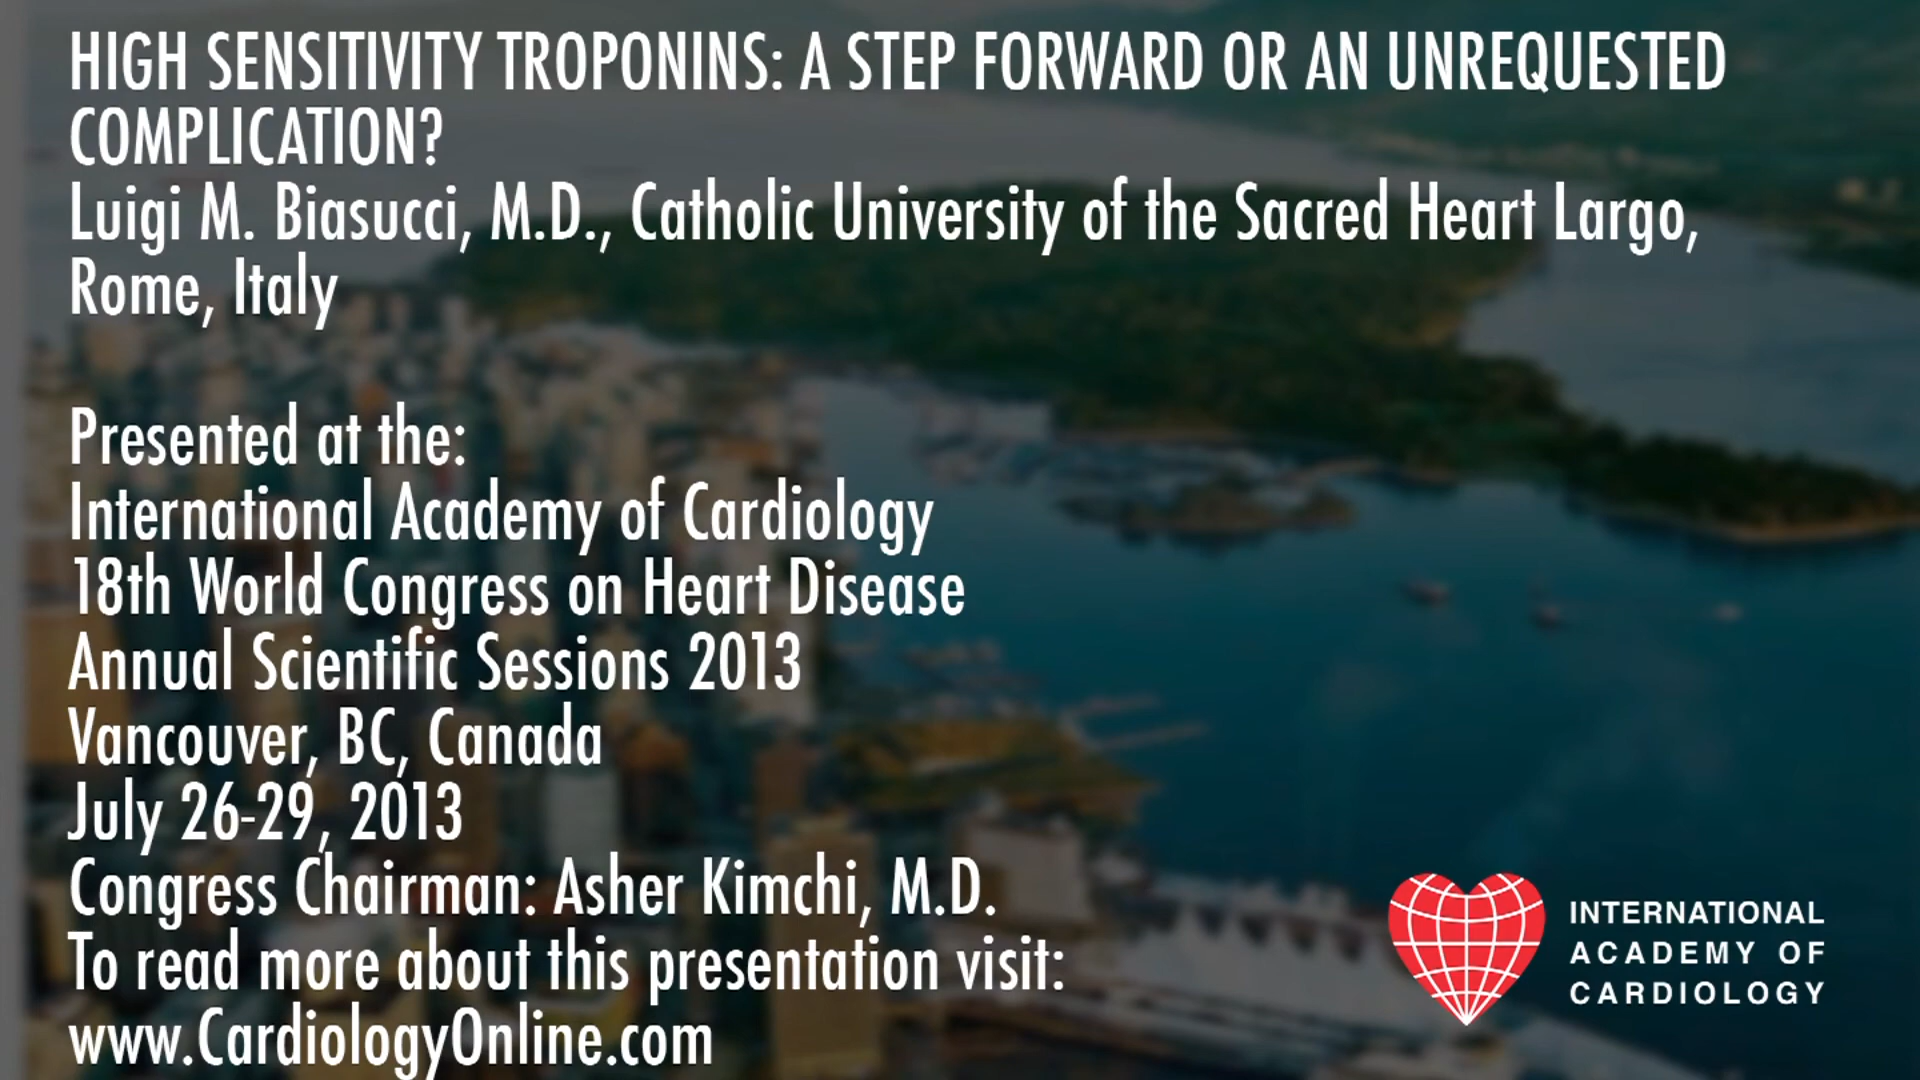 HIGH SENSITIVITY TROPONINS: A STEP FORWARD OR AN UNREQUESTED
COMPLICATION?
Luigi M. Biasucci, M.D., Catholic University of the Sacred Heart Largo,
Rome, Italy
Presented at the:
International Academy of Cardiology
18th World Congress on Heart Disease
Annual Scientific Sessions 2013
Vancouver, BC, Canada
July 26-29, 2013
Congress Chairman: Asher Kimchi, M.D.
To read more about this presentation visit:
www.CardiologyOnline.com
INTERNATIONAL
ACADEMY OF
CARDIOLOGY